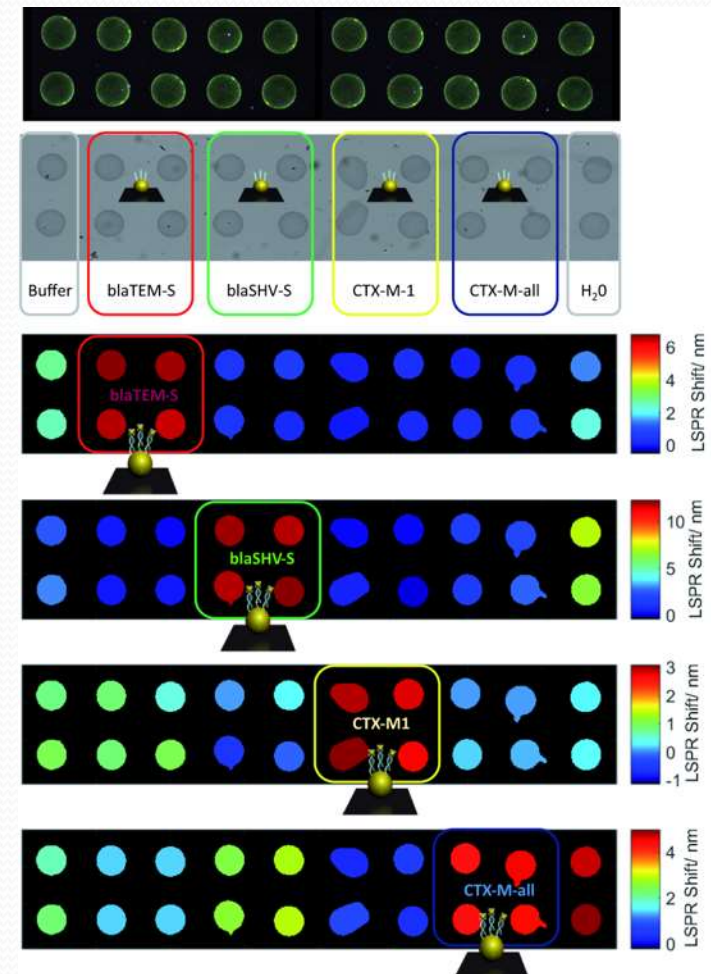 Buffer
blaTEM-S
blaSHV-S
CTX-M-1
CTX-M-all
H₂0
blaTEM-S
6
4
2
0
LSPR Shift/ nm
blaSHV-S
10
5
0
LSPR Shift/ nm
CTX-M1
3
2
1
0
-1
LSPR Shift/ nm
CTX-M-all
4
2
0
LSPR Shift/ nm